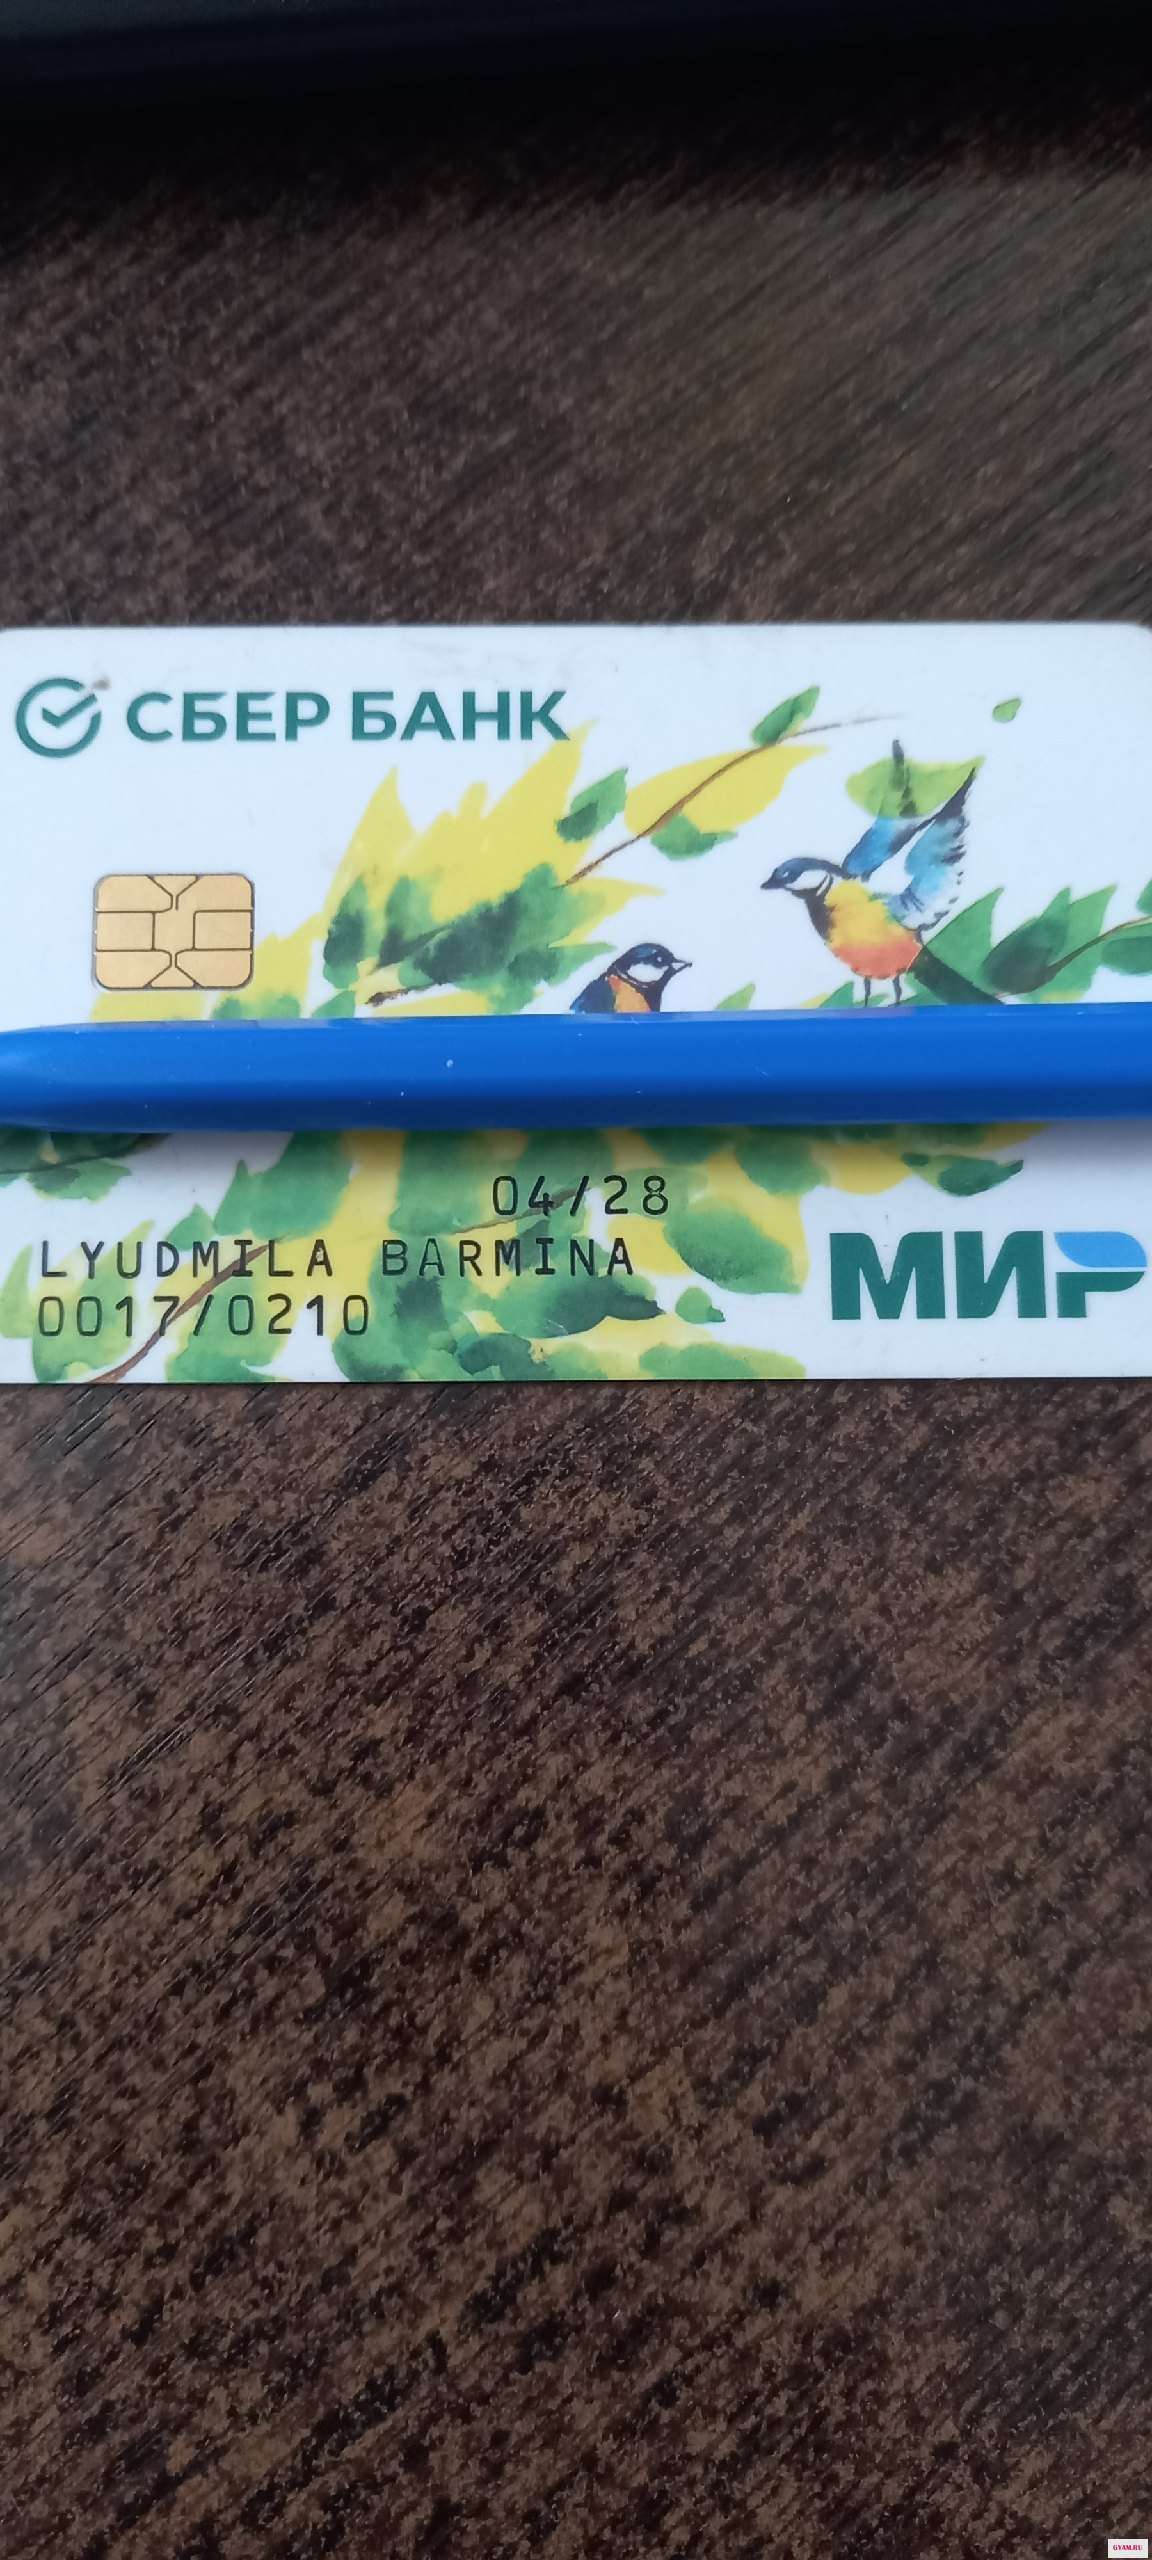 СБЕР БАНК
04/28
LYUDMILA BARMINA
0017/0210
МИР
GYAM.RU